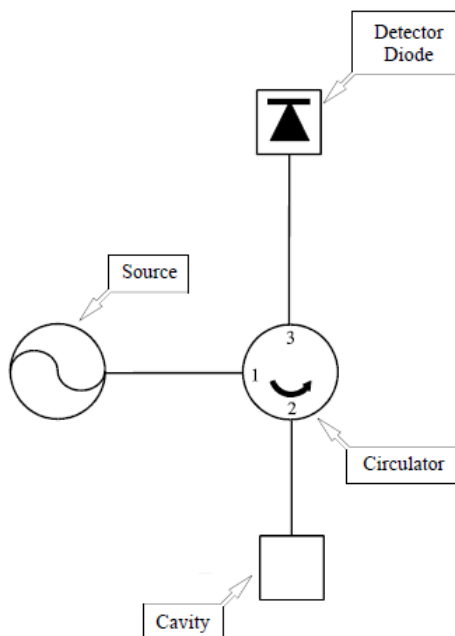 Detector
Diode
Source
3
1
2
Circulator
Cavity